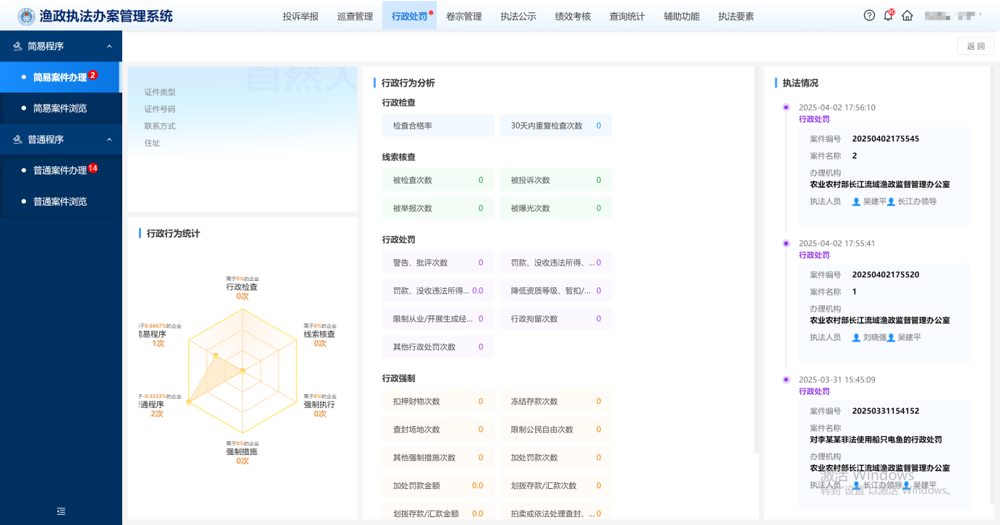 渔政执法办案管理系统
投诉举报 巡查管理 行政处罚 卷宗管理 执法公示 绩效考核 查询统计 辅助功能 执法要素
90
返 回
简易程序
简易案件办理 2
简易案件浏览
普通程序
普通案件办理 14
普通案件浏览
自然人
证件类型
证件号码
联系方式
住址
行政行为统计
高于0%的企业
行政检查
0次
高于0%的企业
线索核查
0次
高于0%的企业
强制执行
0次
高于0%的企业
强制措施
0次
于-0.3333%的企业
通程序
2次
于0.6667%的企业
易程序
1次
行政行为分析
行政检查
检查合格率
30天内重复检查次数 0
线索核查
被检查次数 0
被投诉次数 0
被举报次数 0
被曝光次数 0
行政处罚
警告、批评次数 0
罚款、没收违法所得、... 0
罚款、没收违法所得... 0.0
降低资质等级、暂扣/... 0
限制从业/开展生成经... 0
行政拘留次数 0
其他行政处罚次数 0
行政强制
扣押财物次数 0
冻结存款次数 0
查封场地次数 0
限制公民自由次数 0
其他强制措施次数 0
加处罚款次数 0
加处罚款金额 0.0
划拨存款/汇款次数 0
划拨存款/汇款金额 0.0
拍卖或依法处理查封、... 0
执法情况
2025-04-02 17:56:10
行政处罚
案件编号 20250402175545
案件名称 2
办理机构
农业农村部长江流域渔政监督管理办公室
执法人员 吴建平 长江办领导
2025-04-02 17:55:41
行政处罚
案件编号 20250402175520
案件名称 1
办理机构
农业农村部长江流域渔政监督管理办公室
执法人员 刘晓强 吴建平
2025-03-31 15:45:09
行政处罚
案件编号 20250331154152
案件名称
对李某某非法使用船只电鱼的行政处罚
办理机构
农业农村部长江流域渔政监督管理办公室
执法人员 长江办领导 吴建平
激活 Windows
转到"设置"以激活 Windows。